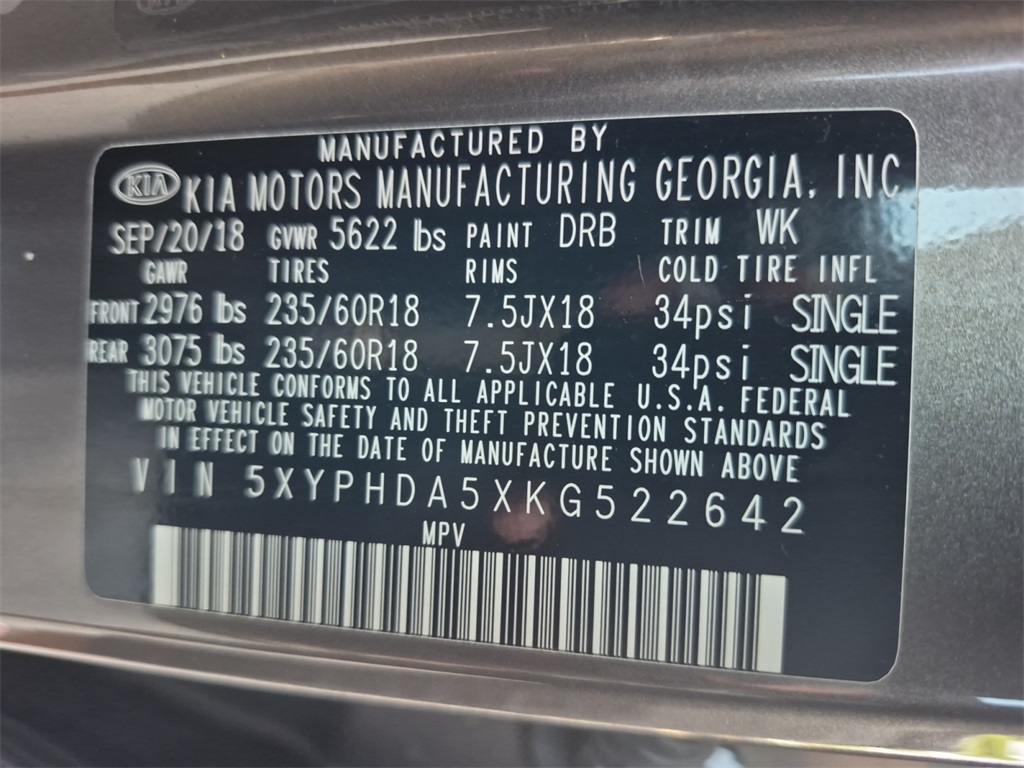 MANUFACTURED BY
KIA KIA MOTORS MANUFACTURING GEORGIA, INC
SEP/20/18 GVWR 5622 lbs PAINT DRB TRIM WK
GAWR TIRES RIMS COLD TIRE INFL
FRONT 2976 lbs 235/60R18 7.5JX18 34psi SINGLE
REAR 3075 lbs 235/60R18 7.5JX18 34psi SINGLE
THIS VEHICLE CONFORMS TO ALL APPLICABLE U.S.A. FEDERAL
MOTOR VEHICLE SAFETY AND THEFT PREVENTION STANDARDS
IN EFFECT ON THE DATE OF MANUFACTURE SHOWN ABOVE
VIN 5XYPHDA5XKG522642
MPV